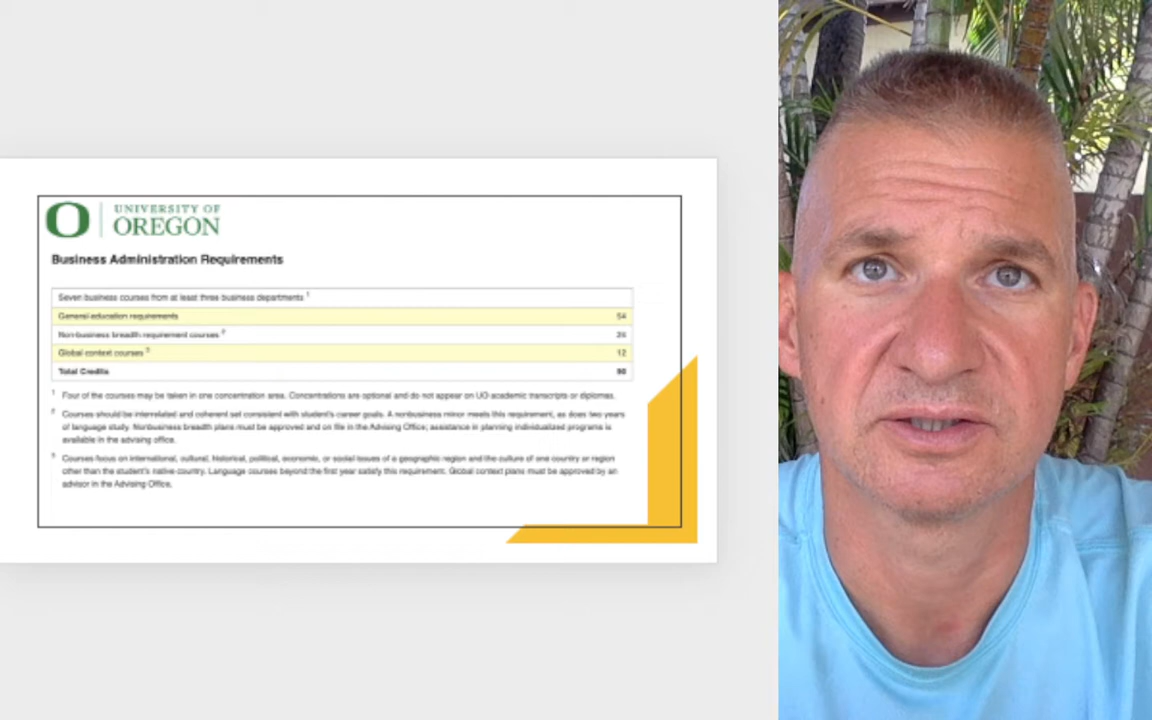 UNIVERSITY OF
OREGON
Business Administration Requirements
Seven business courses from at least three business departments 1
General-education requirements 54
Non-business breadth requirement courses 2 24
Global context courses 3 12
Total Credits 90
1 Four of the courses may be taken in one concentration area. Concentrations are optional and do not appear on UO academic transcripts or diplomas.
2 Courses should be interrelated and coherent set consistent with student's career goals. A nonbusiness minor meets this requirement, as does two years
of language study. Nonbusiness breadth plans must be approved and on file in the Advising Office; assistance in planning individualized programs is
available in the advising office.
3 Courses focus on international, cultural, historical, political, economic, or social issues of a geographic region and the culture of one country or region
other than the student's native country. Language courses beyond the first year satisfy this requirement. Global context plans must be approved by an
advisor in the Advising Office.